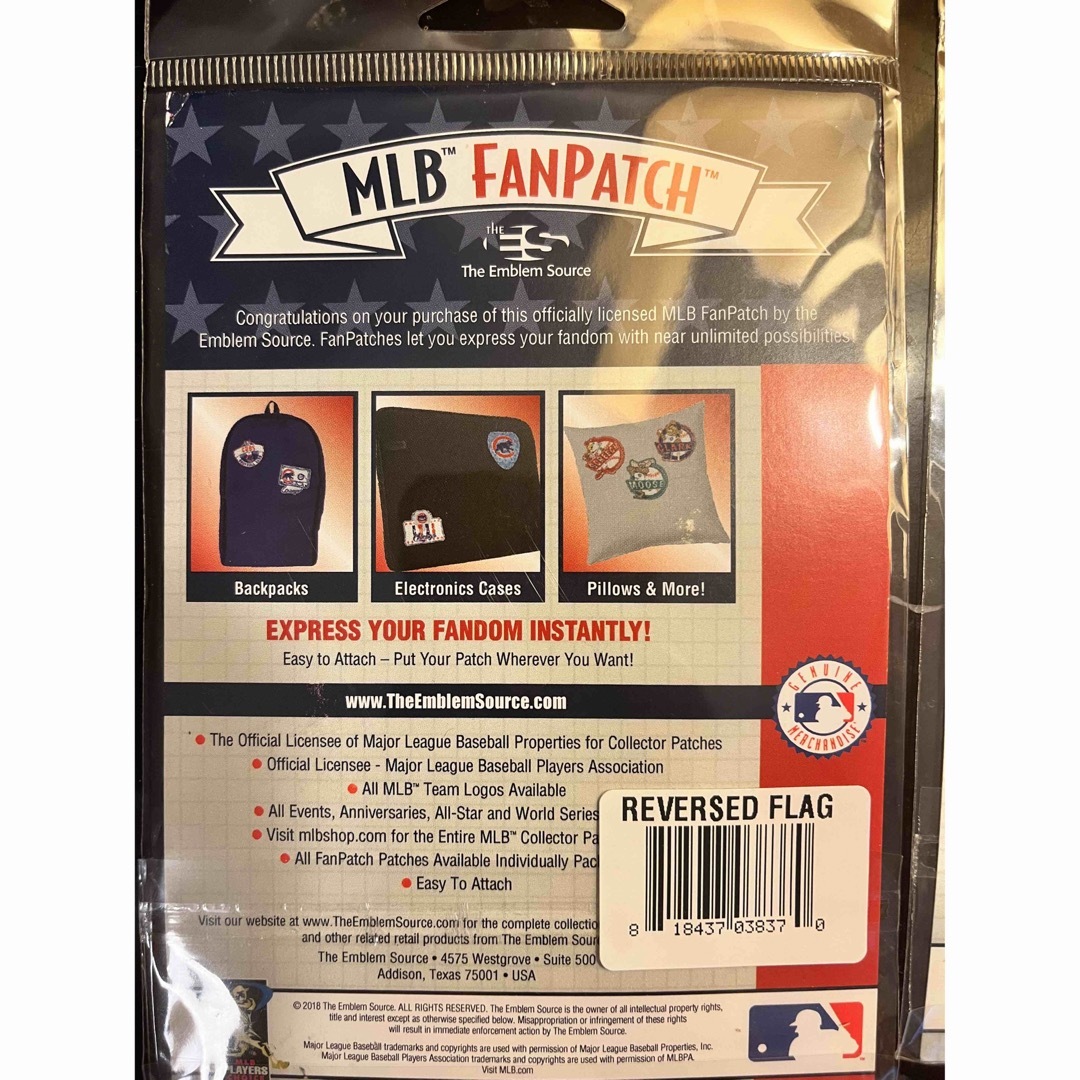 MLB™ FANPATCH™
THE
ES
The Emblem Source
Congratulations on your purchase of this officially licensed MLB FanPatch by the
Emblem Source. FanPatches let you express your fandom with near unlimited possibilities!
MOOSE
Backpacks
Electronics Cases
Pillows & More!
EXPRESS YOUR FANDOM INSTANTLY!
Easy to Attach – Put Your Patch Wherever You Want!
www.TheEmblemSource.com
GENUINE
MERCHANDISE
• The Official Licensee of Major League Baseball Properties for Collector Patches
• Official Licensee - Major League Baseball Players Association
• All MLB™ Team Logos Available
• All Events, Anniversaries, All-Star and World Series
• Visit mlbshop.com for the Entire MLB™ Collector Pa
• All FanPatch Patches Available Individually Pac
• Easy To Attach
REVERSED FLAG
8 18437 03837 0
Visit our website at www.TheEmblemSource.com for the complete collectio
and other related retail products from The Emblem Sour
The Emblem Source • 4575 Westgrove • Suite 500
Addison, Texas 75001 • USA
© 2018 The Emblem Source. ALL RIGHTS RESERVED. The Emblem Source is the owner of all intellectual property rights,
title and interest except as otherwise specified below. Misappropriation or infringement of these rights
will result in immediate enforcement action by The Emblem Source.
Major League Baseball trademarks and copyrights are used with permission of Major League Baseball Properties, Inc.
Major League Baseball Players Association trademarks and copyrights are used with permission of MLBPA.
Visit MLB.com
MLB
PLAYERS
CHOICE